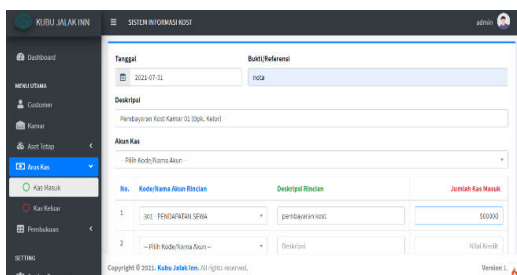 KUBU JALAK INN
SISTEM INFORMASI KOST
admin
Dashboard
MENU UTAMA
Customer
Kamar
Asset Tetap
Arus Kas
Kas Masuk
Kas Keluar
Pembukuan
SETTING
Tanggal
Bukti/Referensi
2021-07-31
nota
Deskripsi
Pembayaran Kost Kamar 01 (Bpk. Kelor)
Akun Kas
-- Pilih Kode/Nama Akun --
No. Kode/Nama Akun Rincian Deskripsi Rincian Jumlah Kas Masuk
1 301 - PENDAPATAN SEWA pembayaran kost 500000
2 -- Pilih Kode/Nama Akun -- Deskripsi Nilai Kredit
Copyright © 2021. Kubu Jalak Inn. All rights reserved.
Version 1.